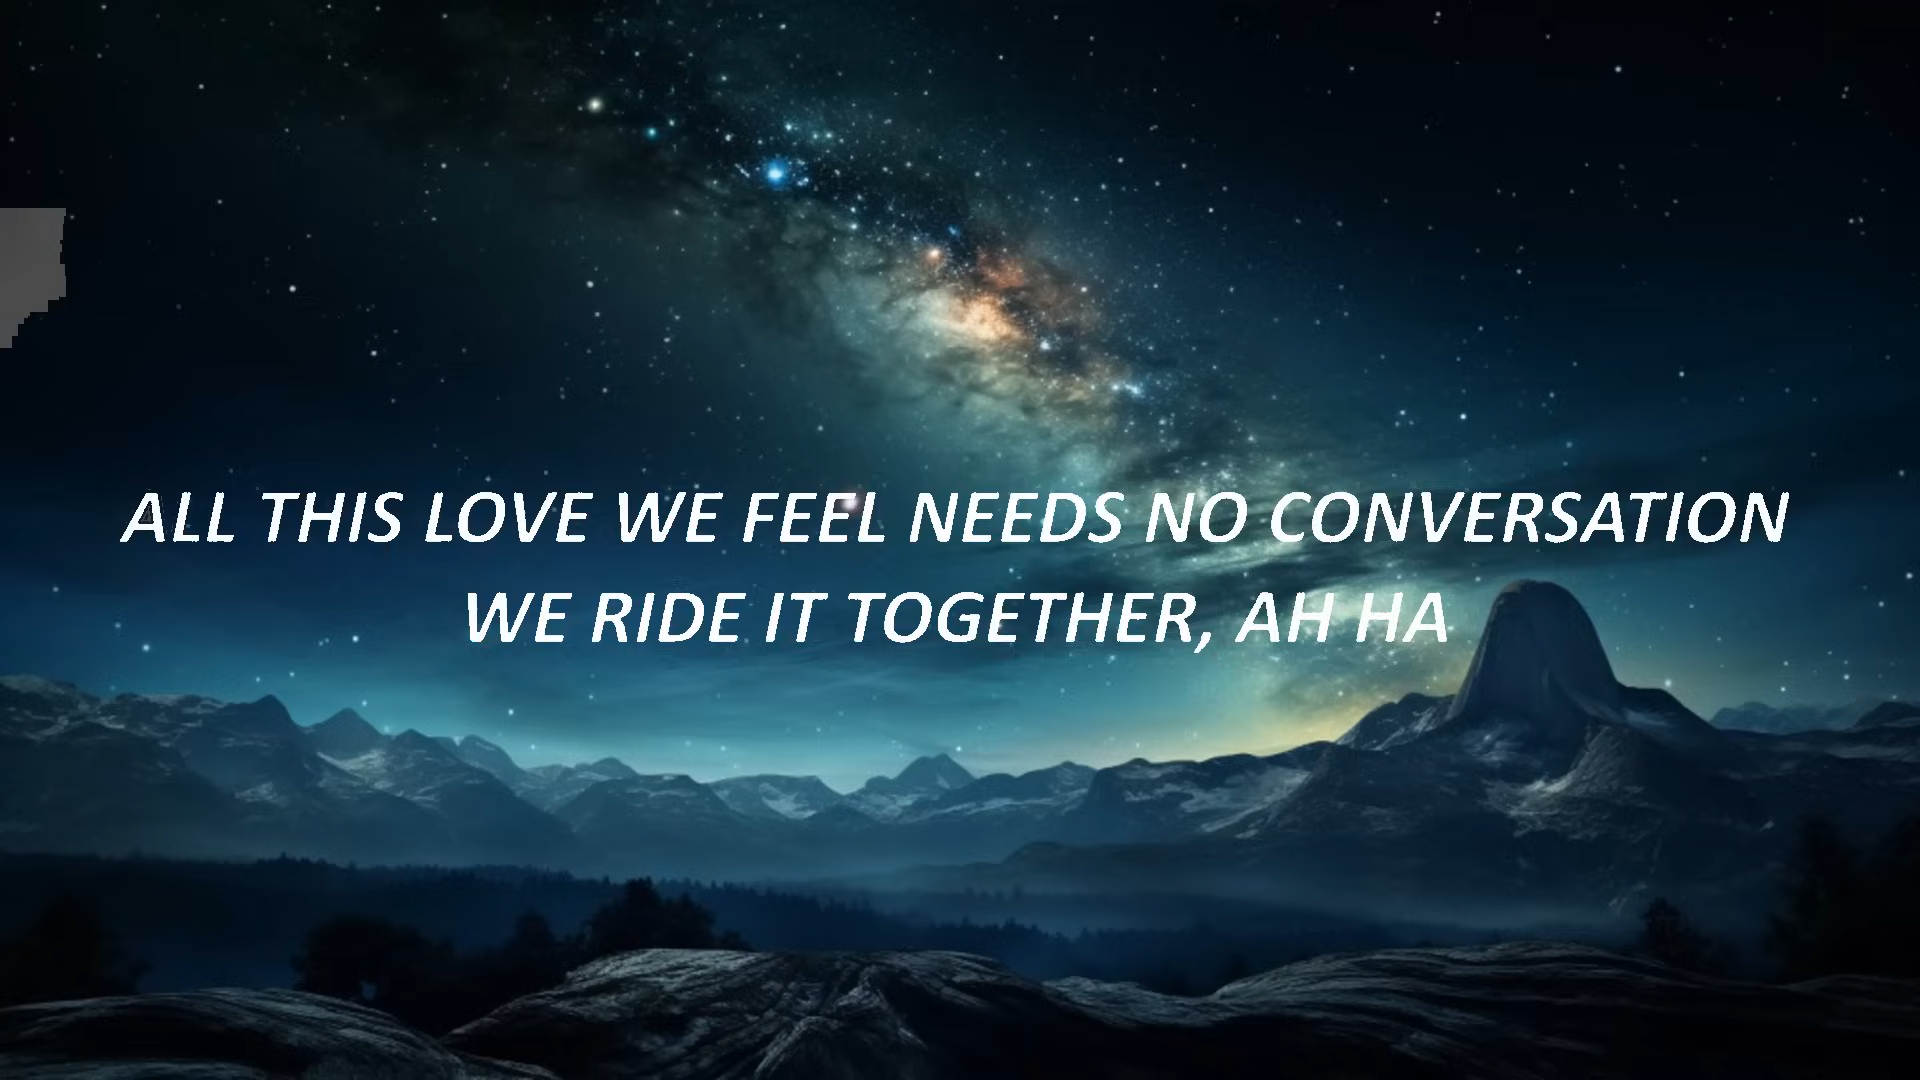 ALL THIS LOVE WE FEEL NEEDS NO CONVERSATION
WE RIDE IT TOGETHER, AH HA